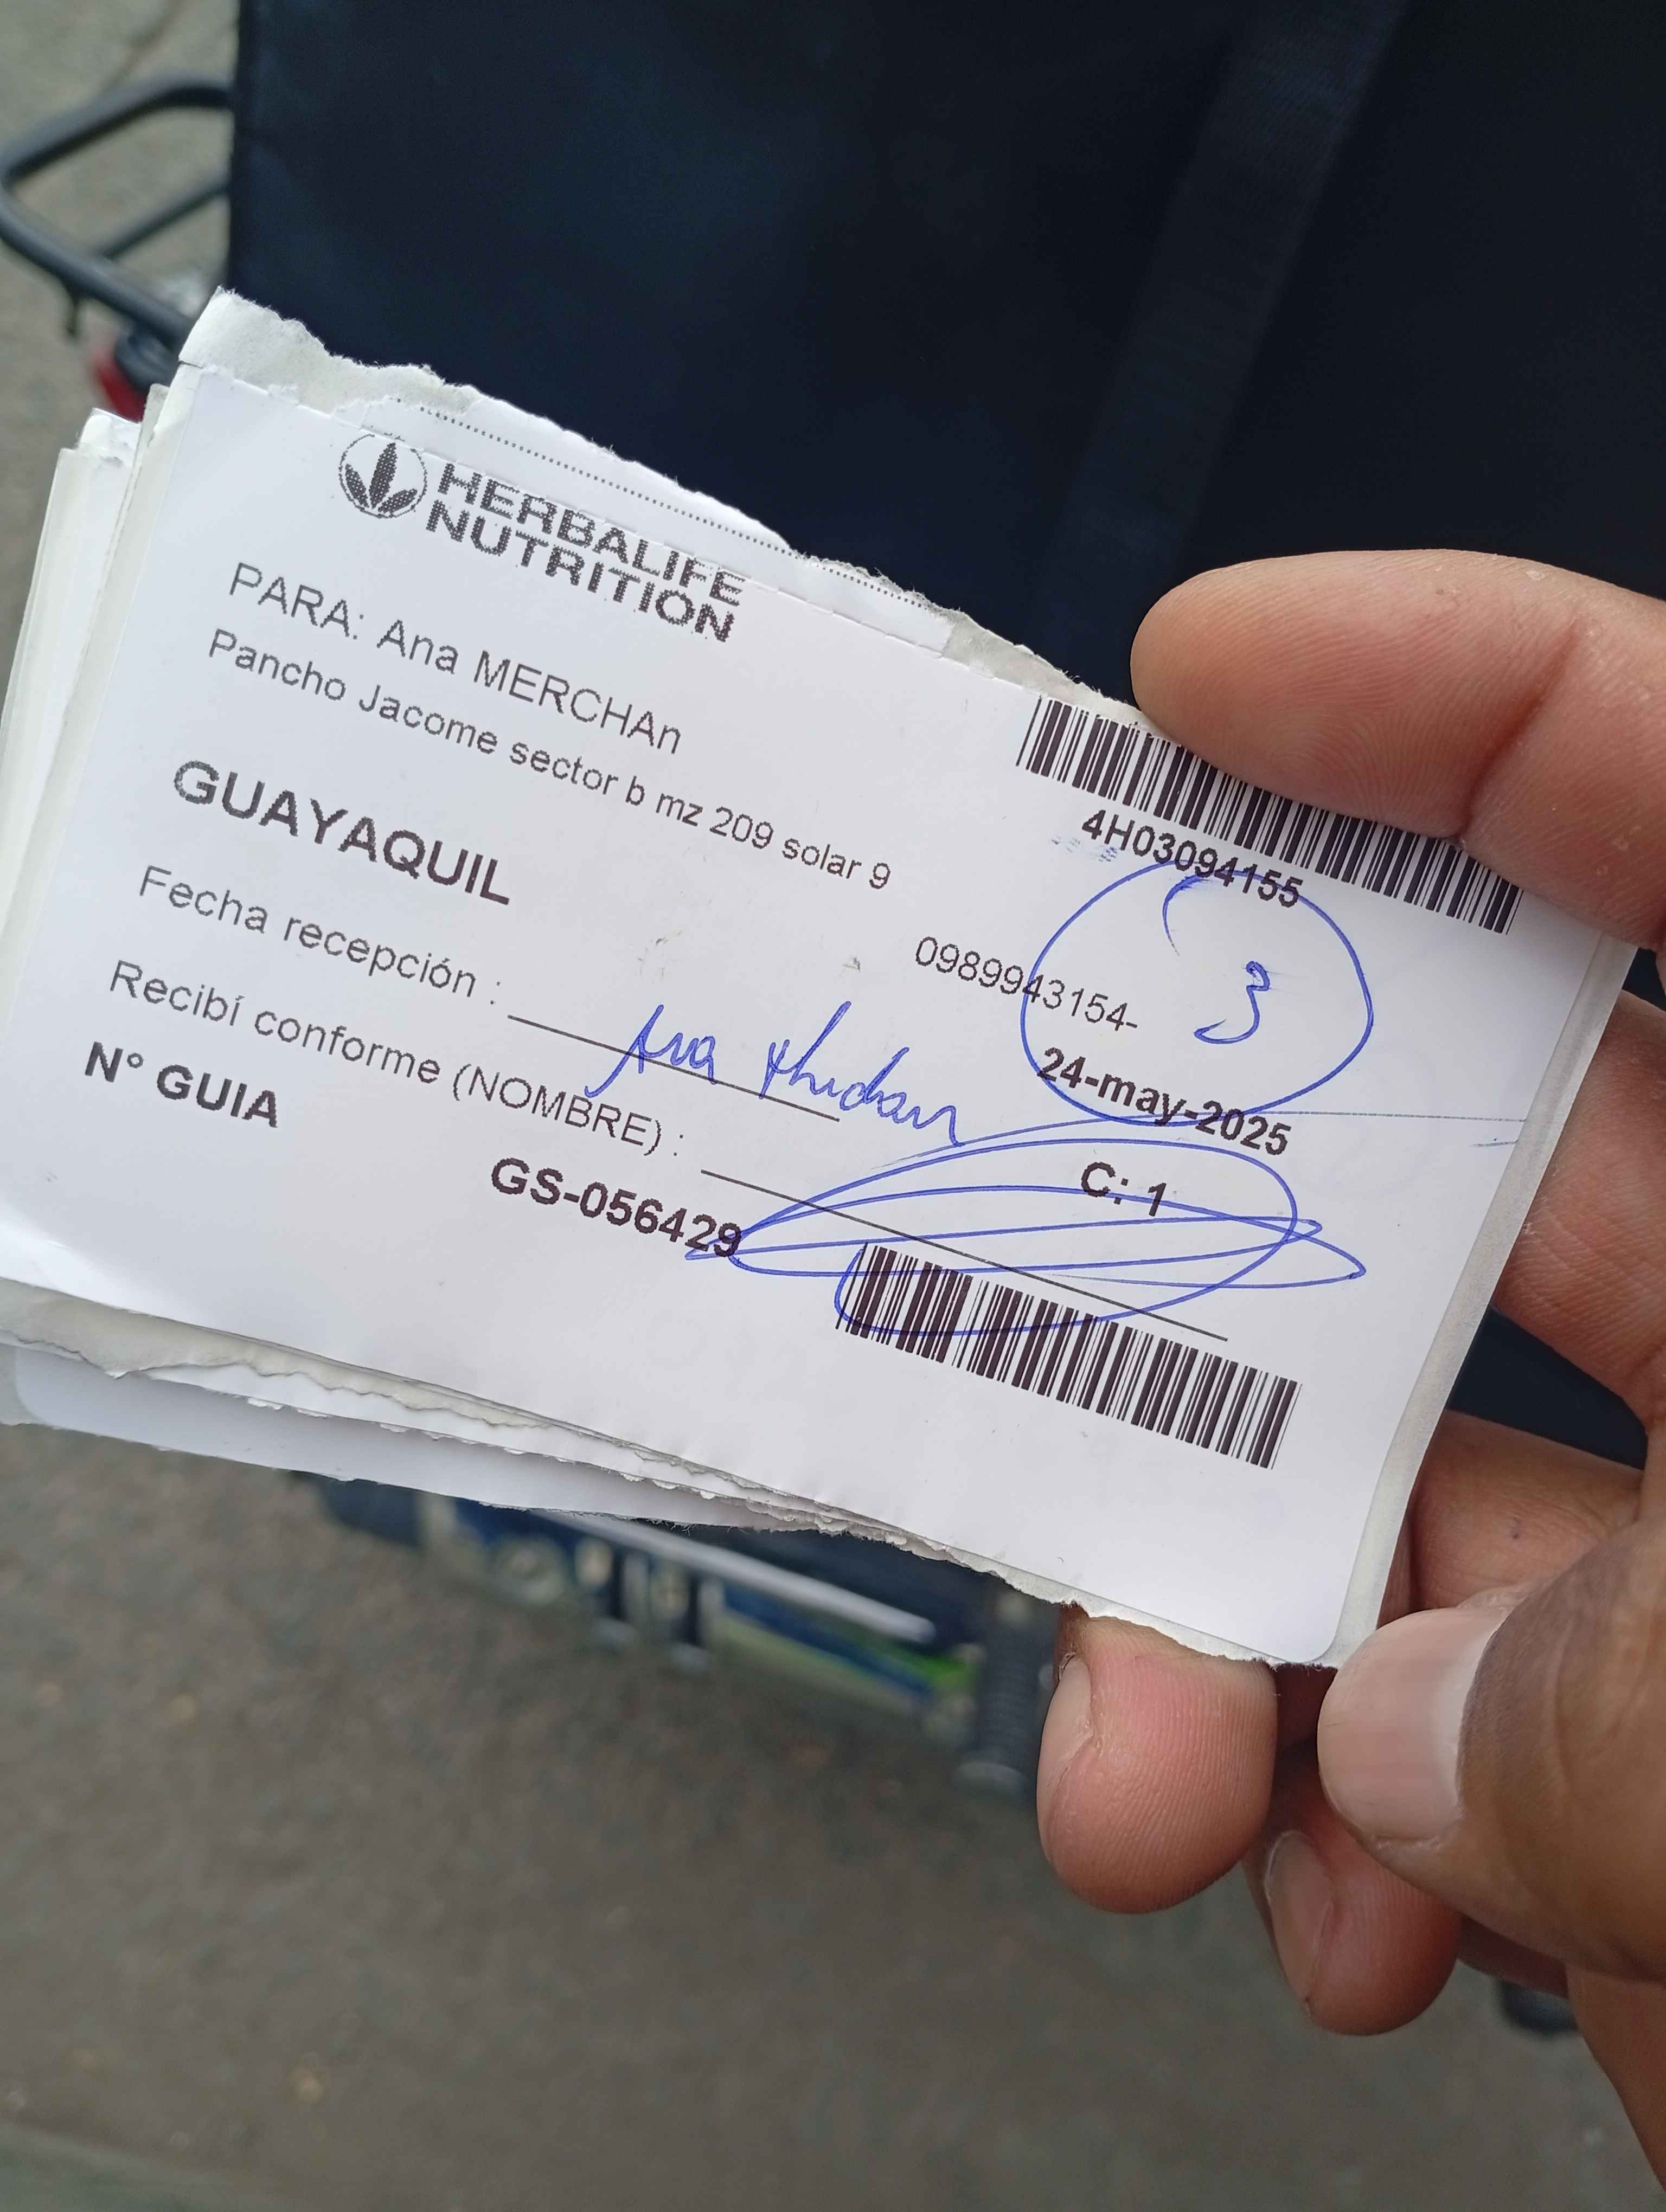 HERBALIFE
NUTRITION
PARA: Ana MERCHAn
Pancho Jacome sector b mz 209 solar 9
4H03094155
GUAYAQUIL
0989943154-
3
Fecha recepción :
24-may-2025
Ana
Recibí conforme (NOMBRE) :
C: 1
N° GUIA
GS-056429